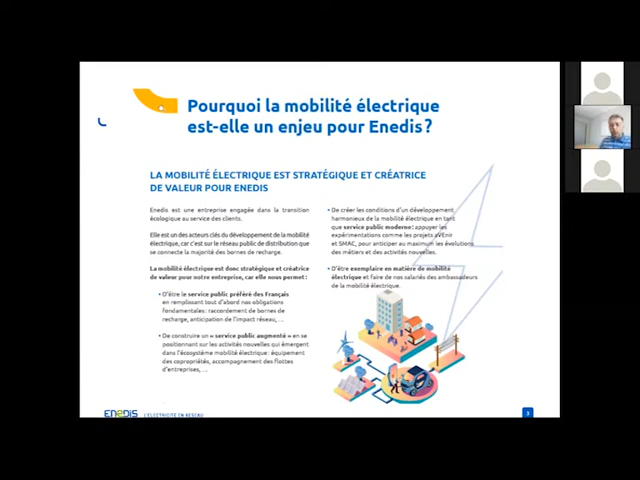 Pourquoi la mobilité électrique
est-elle un enjeu pour Enedis ?
LA MOBILITÉ ÉLECTRIQUE EST STRATÉGIQUE ET CRÉATRICE
DE VALEUR POUR ENEDIS
Enedis est une entreprise engagée dans la transition
écologique au service des clients.
Elle est un des acteurs clés du développement de la mobilité
électrique, car c'est sur le réseau public de distribution que
se connecte la majorité des bornes de recharge.
La mobilité électrique est donc stratégique et créatrice
de valeur pour notre entreprise, car elle nous permet :
• D'être le service public préféré des Français
en remplissant tout d'abord nos obligations
fondamentales : raccordement de bornes de
recharge, anticipation de l'impact réseau, ...
• De construire un « service public augmenté » en se
positionnant sur les activités nouvelles qui émergent
dans l'écosystème mobilité électrique : équipement
des copropriétés, accompagnement des flottes
d'entreprises, ...
• De créer les conditions d'un développement
harmonieux de la mobilité électrique en tant
que service public moderne : appuyer les
expérimentations comme les projets aVEnir
et SMAC, pour anticiper au maximum les évolutions
des métiers et des activités nouvelles.
• D'être exemplaire en matière de mobilité
électrique et faire de nos salariés des ambassadeurs
de la mobilité électrique.
ENEDIS
L'ÉLECTRICITÉ EN RÉSEAU
3